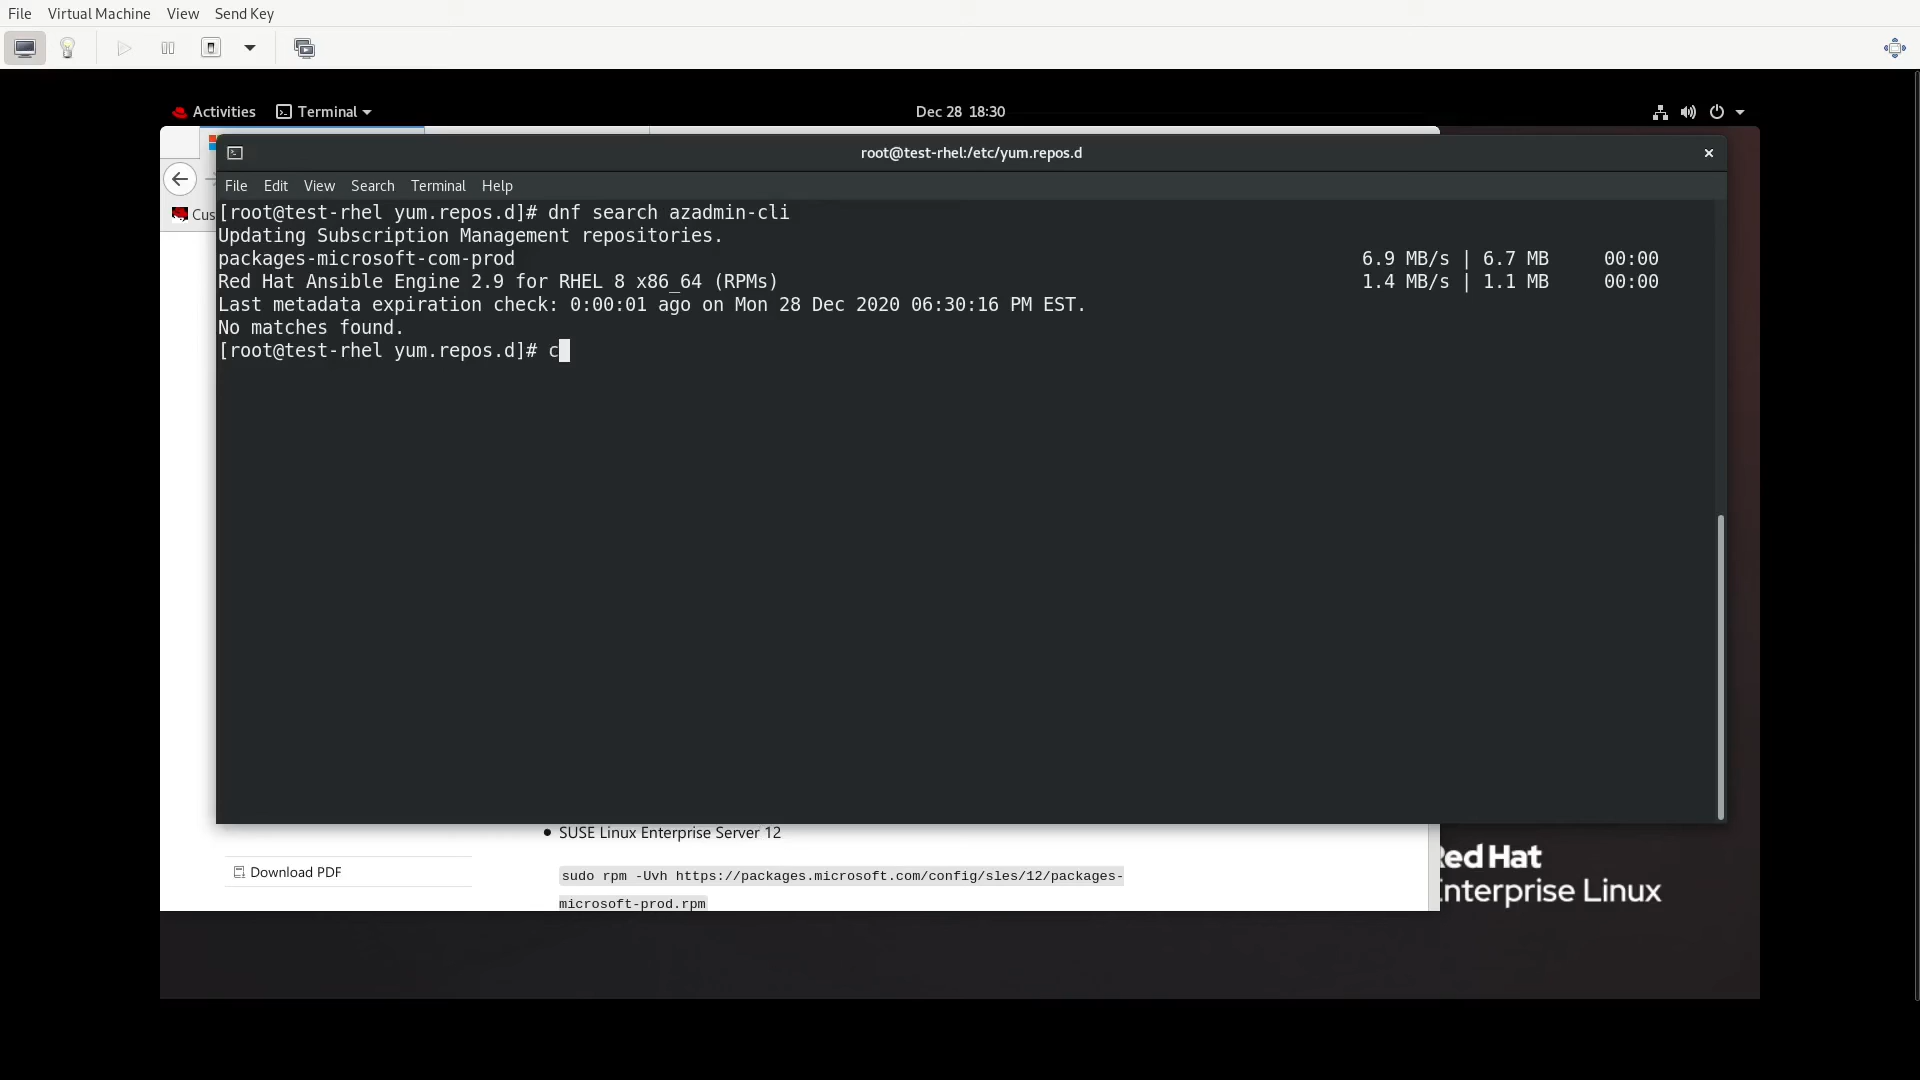 File Virtual Machine View Send Key
Activities Terminal Dec 28 18:30
root@test-rhel:/etc/yum.repos.d
File Edit View Search Terminal Help
Cus
[root@test-rhel yum.repos.d]# dnf search azadmin-cli
Updating Subscription Management repositories.
packages-microsoft-com-prod 6.9 MB/s | 6.7 MB 00:00
Red Hat Ansible Engine 2.9 for RHEL 8 x86_64 (RPMs) 1.4 MB/s | 1.1 MB 00:00
Last metadata expiration check: 0:00:01 ago on Mon 28 Dec 2020 06:30:16 PM EST.
No matches found.
[root@test-rhel yum.repos.d]# c
SUSE Linux Enterprise Server 12
Download PDF
sudo rpm -Uvh https://packages.microsoft.com/config/sles/12/packages-
microsoft-prod.rpm
Red Hat
Enterprise Linux